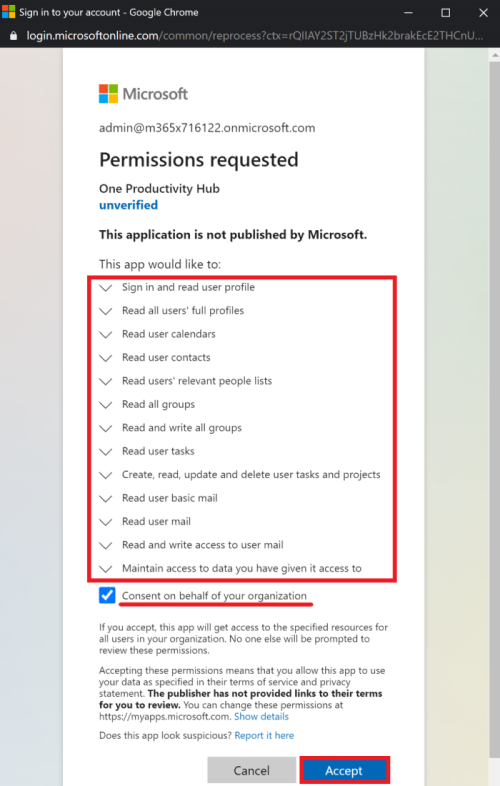 Sign in to your account - Google Chrome
login.microsoftonline.com/common/reprocess?ctx=rQIIAY2ST2jTUBzHk2brakEcE2THCnU...
Microsoft
admin@m365x716122.onmicrosoft.com
Permissions requested
One Productivity Hub
unverified
This application is not published by Microsoft.
This app would like to:
Sign in and read user profile
Read all users' full profiles
Read user calendars
Read user contacts
Read users' relevant people lists
Read all groups
Read and write all groups
Read user tasks
Create, read, update and delete user tasks and projects
Read user basic mail
Read user mail
Read and write access to user mail
Maintain access to data you have given it access to
Consent on behalf of your organization
If you accept, this app will get access to the specified resources for
all users in your organization. No one else will be prompted to
review these permissions.
Accepting these permissions means that you allow this app to use
your data as specified in their terms of service and privacy
statement. The publisher has not provided links to their terms
for you to review. You can change these permissions at
https://myapps.microsoft.com. Show details
Does this app look suspicious? Report it here
Cancel
Accept